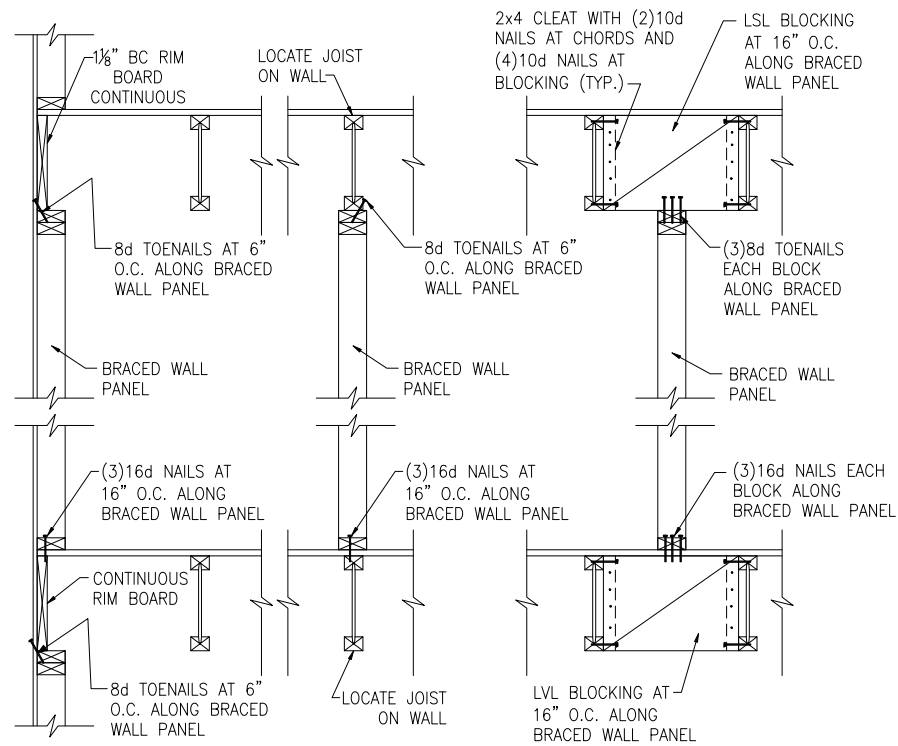 1⅛” BC RIM
BOARD
CONTINUOUS
LOCATE JOIST
ON WALL
2x4 CLEAT WITH (2)10d
NAILS AT CHORDS AND
(4)10d NAILS AT
BLOCKING (TYP.)
LSL BLOCKING
AT 16” O.C.
ALONG BRACED
WALL PANEL
8d TOENAILS AT 6”
O.C. ALONG BRACED
WALL PANEL
8d TOENAILS AT 6”
O.C. ALONG BRACED
WALL PANEL
(3)8d TOENAILS
EACH BLOCK
ALONG BRACED
WALL PANEL
BRACED WALL
PANEL
BRACED WALL
PANEL
BRACED WALL
PANEL
(3)16d NAILS AT
16” O.C. ALONG
BRACED WALL PANEL
(3)16d NAILS AT
16” O.C. ALONG
BRACED WALL PANEL
(3)16d NAILS EACH
BLOCK ALONG
BRACED WALL PANEL
CONTINUOUS
RIM BOARD
8d TOENAILS AT 6”
O.C. ALONG BRACED
WALL PANEL
LOCATE JOIST
ON WALL
LVL BLOCKING AT
16” O.C. ALONG
BRACED WALL PANEL